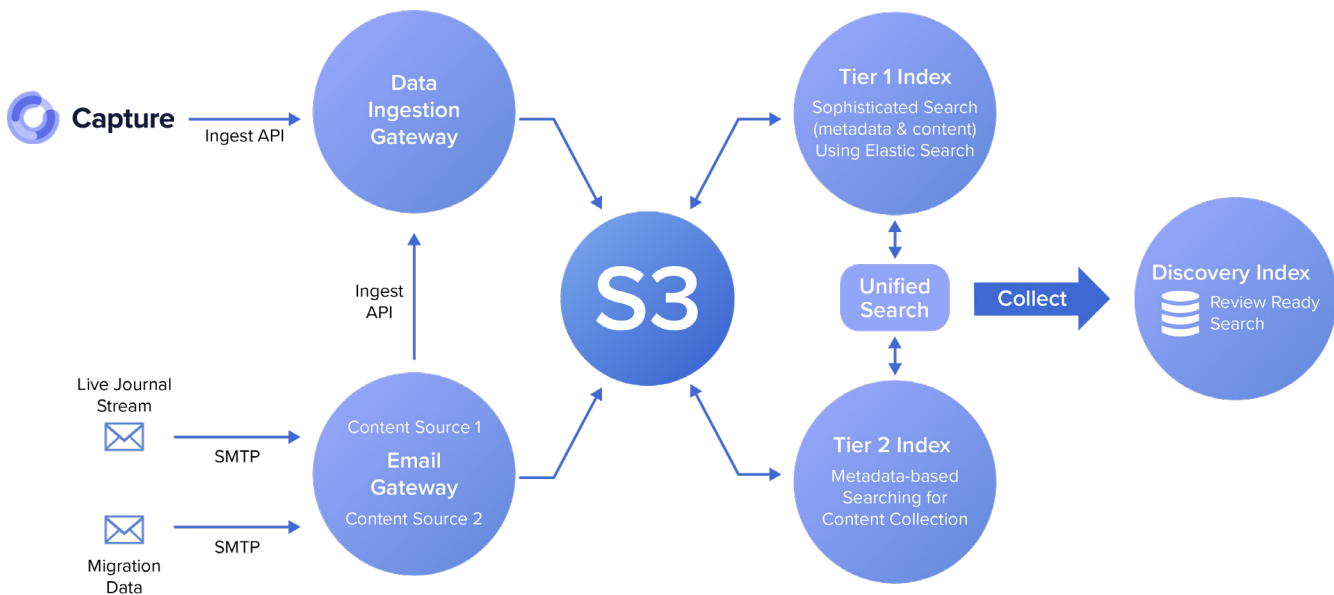 Capture
Ingest API
Data
Ingestion
Gateway
Ingest
API
Live Journal
Stream
SMTP
Migration
Data
SMTP
Content Source 1
Email
Gateway
Content Source 2
S3
Tier 1 Index
Sophisticated Search
(metadata & content)
Using Elastic Search
Unified
Search
Tier 2 Index
Metadata-based
Searching for
Content Collection
Collect
Discovery Index
Review Ready
Search